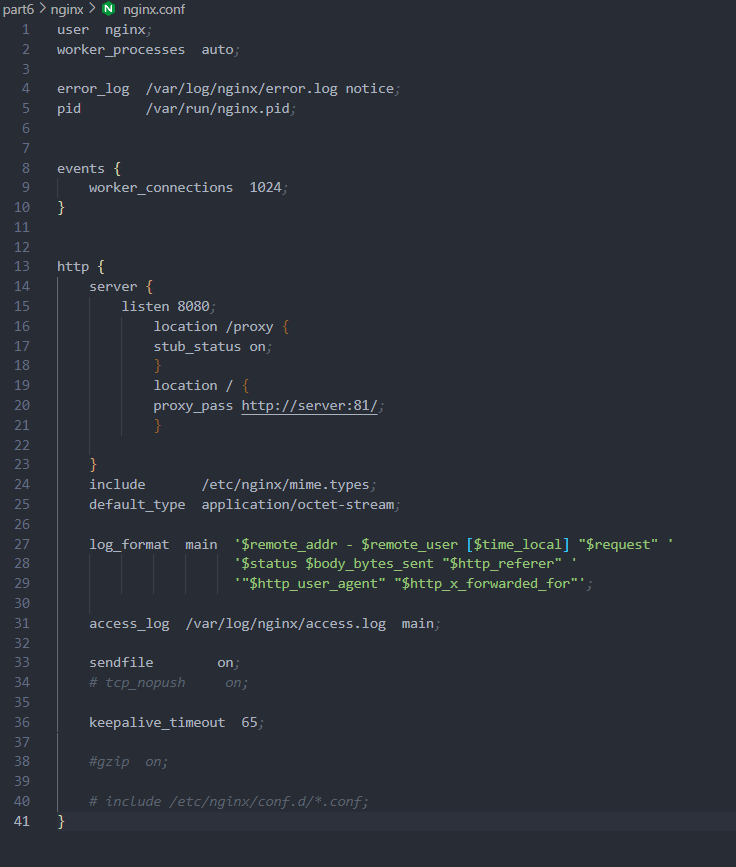 part6 > nginx > nginx.conf
1 user  nginx;
2 worker_processes  auto;
3
4 error_log  /var/log/nginx/error.log notice;
5 pid        /var/run/nginx.pid;
6
7
8 events {
9     worker_connections  1024;
10 }
11
12
13 http {
14     server {
15         listen 8080;
16             location /proxy {
17             stub_status on;
18             }
19             location / {
20             proxy_pass http://server:81/;
21             }
22
23     }
24     include       /etc/nginx/mime.types;
25     default_type  application/octet-stream;
26
27     log_format  main  '$remote_addr - $remote_user [$time_local] "$request" '
28                       '$status $body_bytes_sent "$http_referer" '
29                       '"$http_user_agent" "$http_x_forwarded_for"';
30
31     access_log  /var/log/nginx/access.log  main;
32
33     sendfile        on;
34     # tcp_nopush     on;
35
36     keepalive_timeout  65;
37
38     #gzip  on;
39
40     # include /etc/nginx/conf.d/*.conf;
41 }